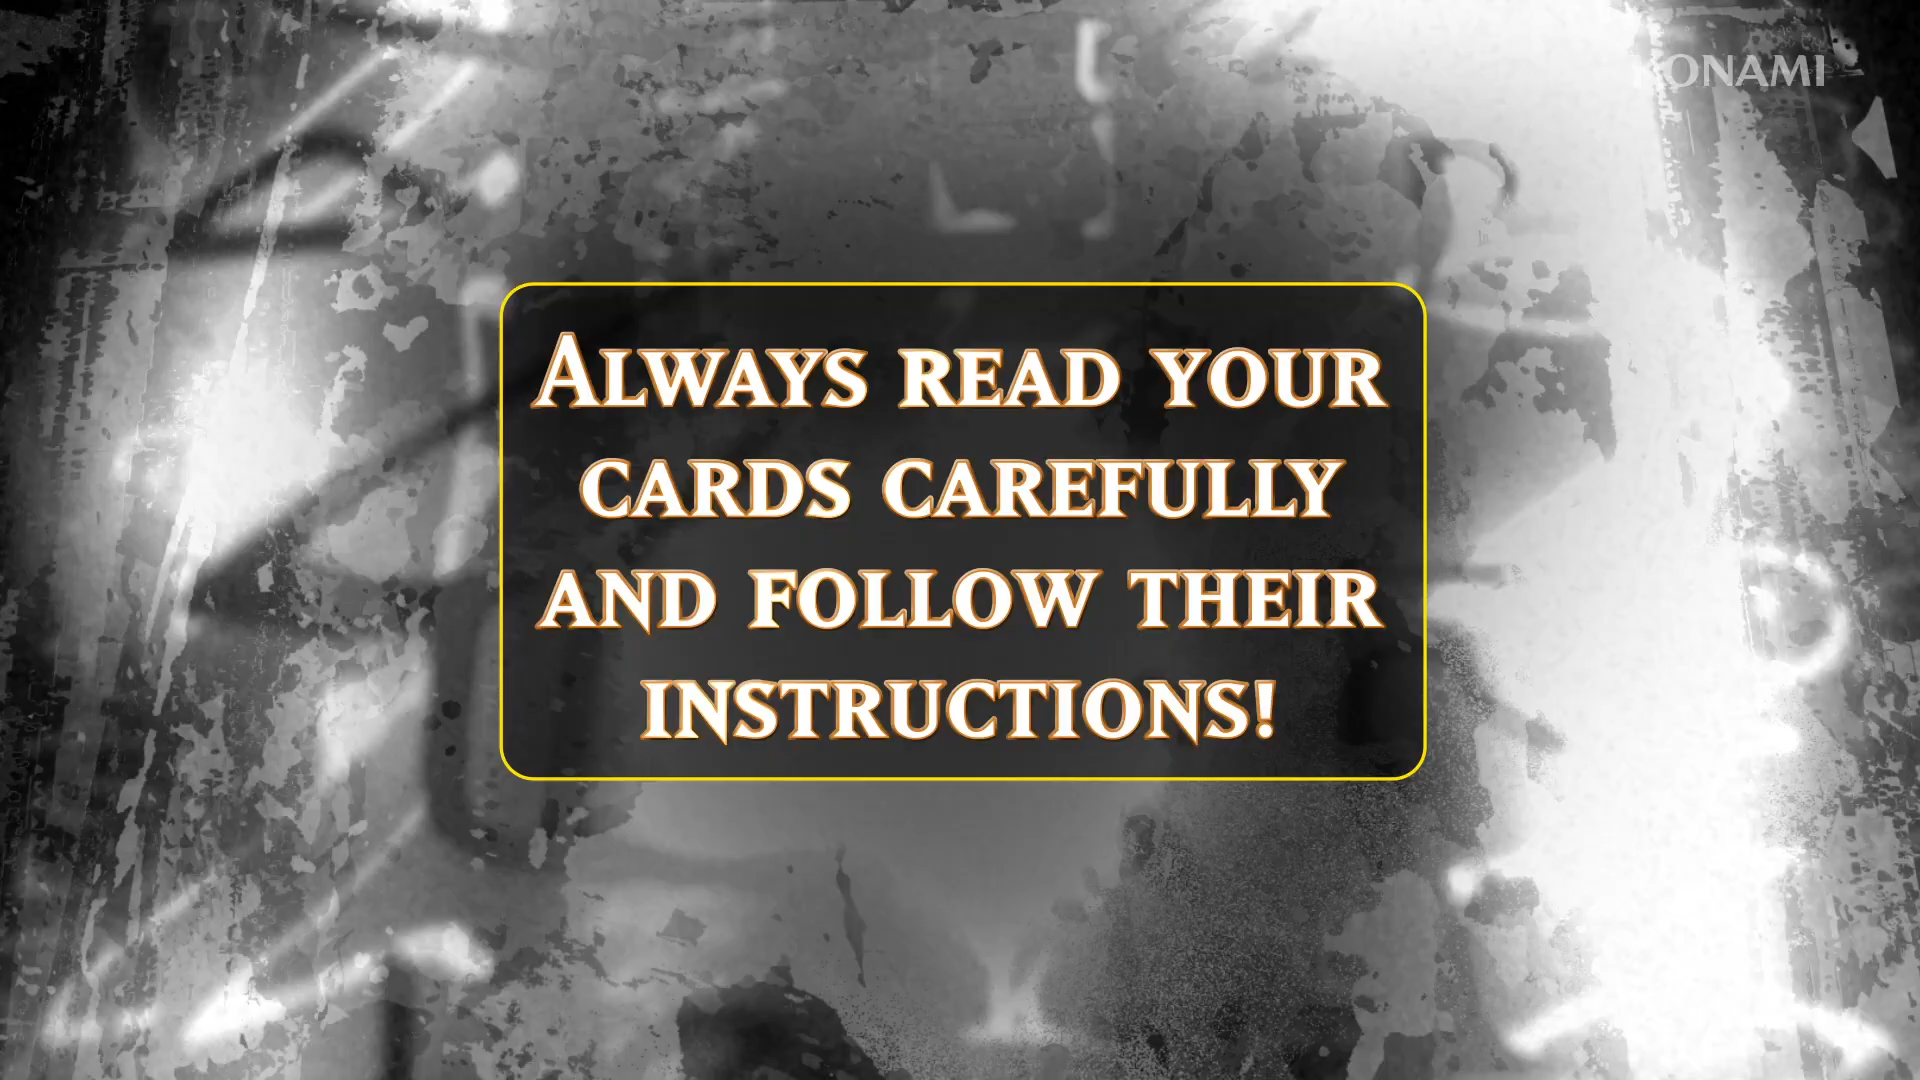 KONAMI
ALWAYS READ YOUR
CARDS CAREFULLY
AND FOLLOW THEIR
INSTRUCTIONS!